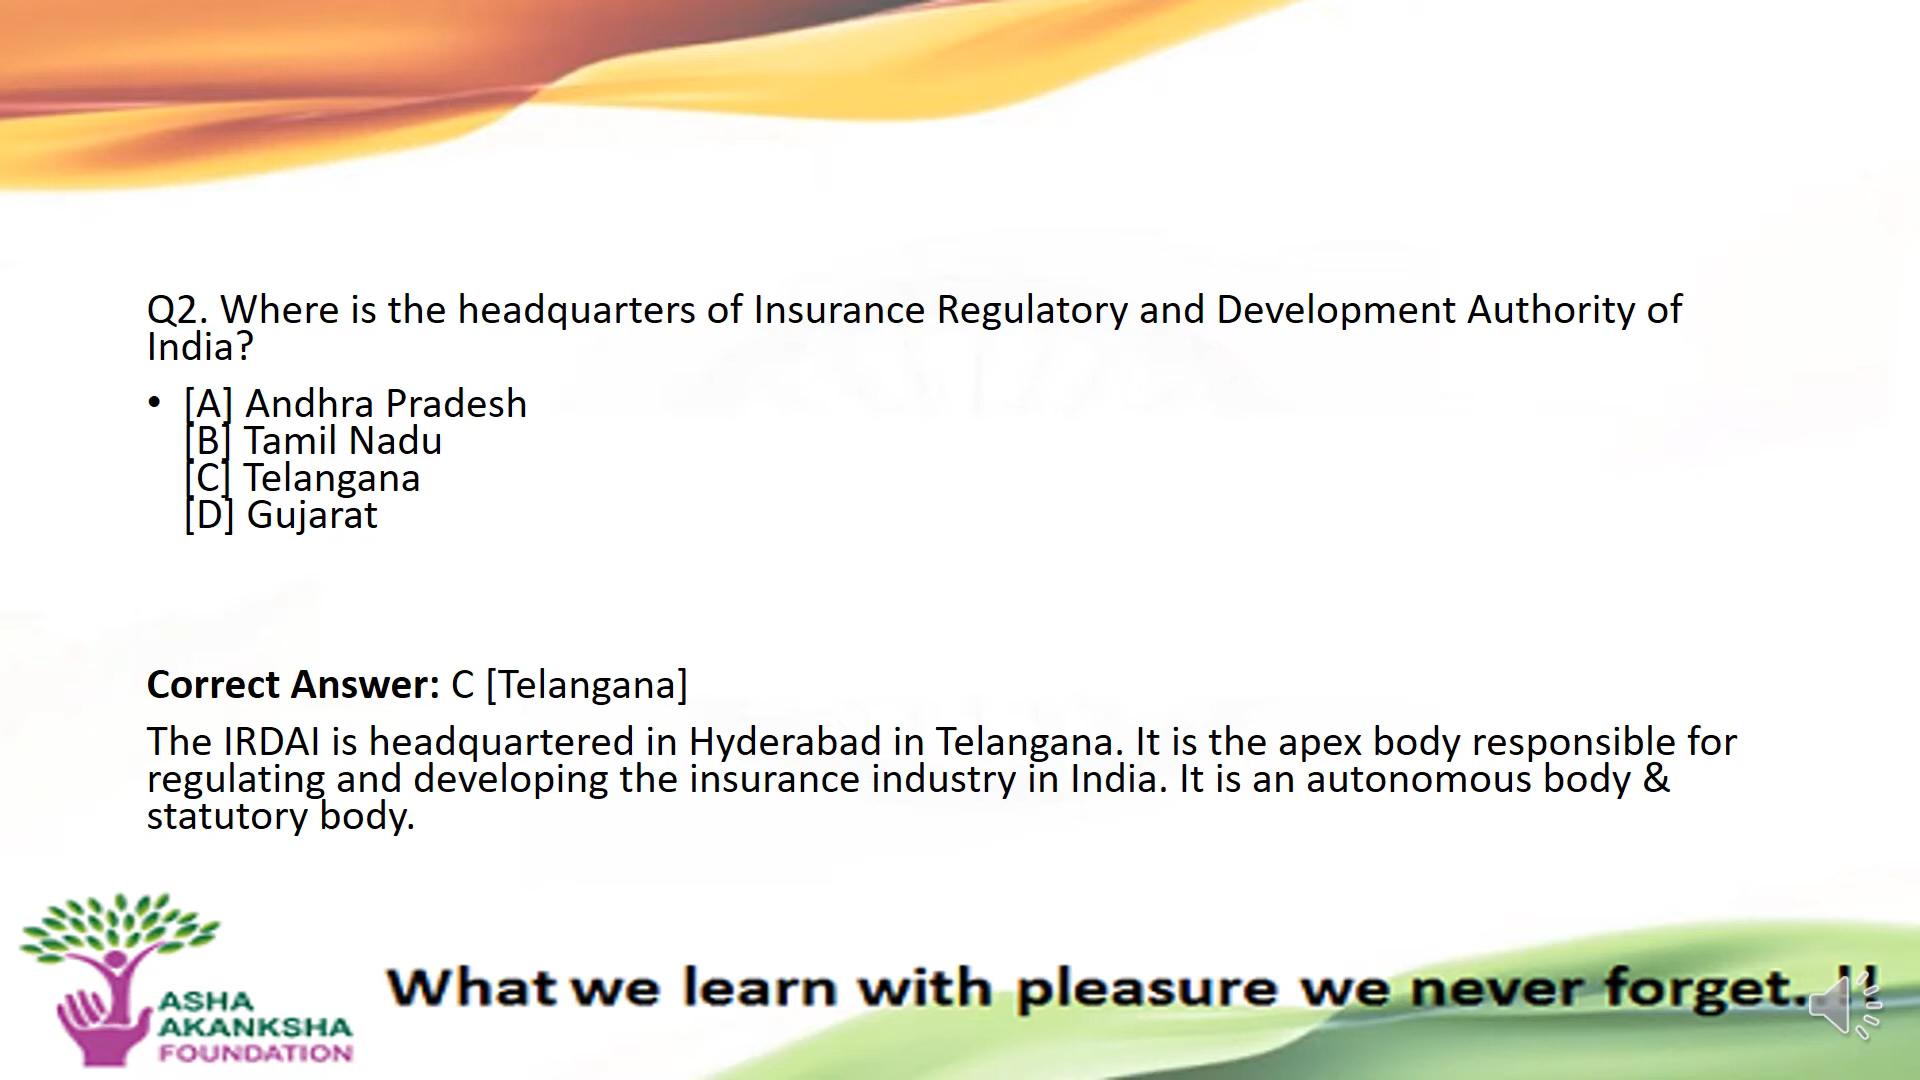 Q2. Where is the headquarters of Insurance Regulatory and Development Authority of
India?
• [A] Andhra Pradesh
[B] Tamil Nadu
[C] Telangana
[D] Gujarat
Correct Answer: C [Telangana]
The IRDAI is headquartered in Hyderabad in Telangana. It is the apex body responsible for
regulating and developing the insurance industry in India. It is an autonomous body &
statutory body.
What we learn with pleasure we never forget..!!
ASHA
AKANKSHA
FOUNDATION